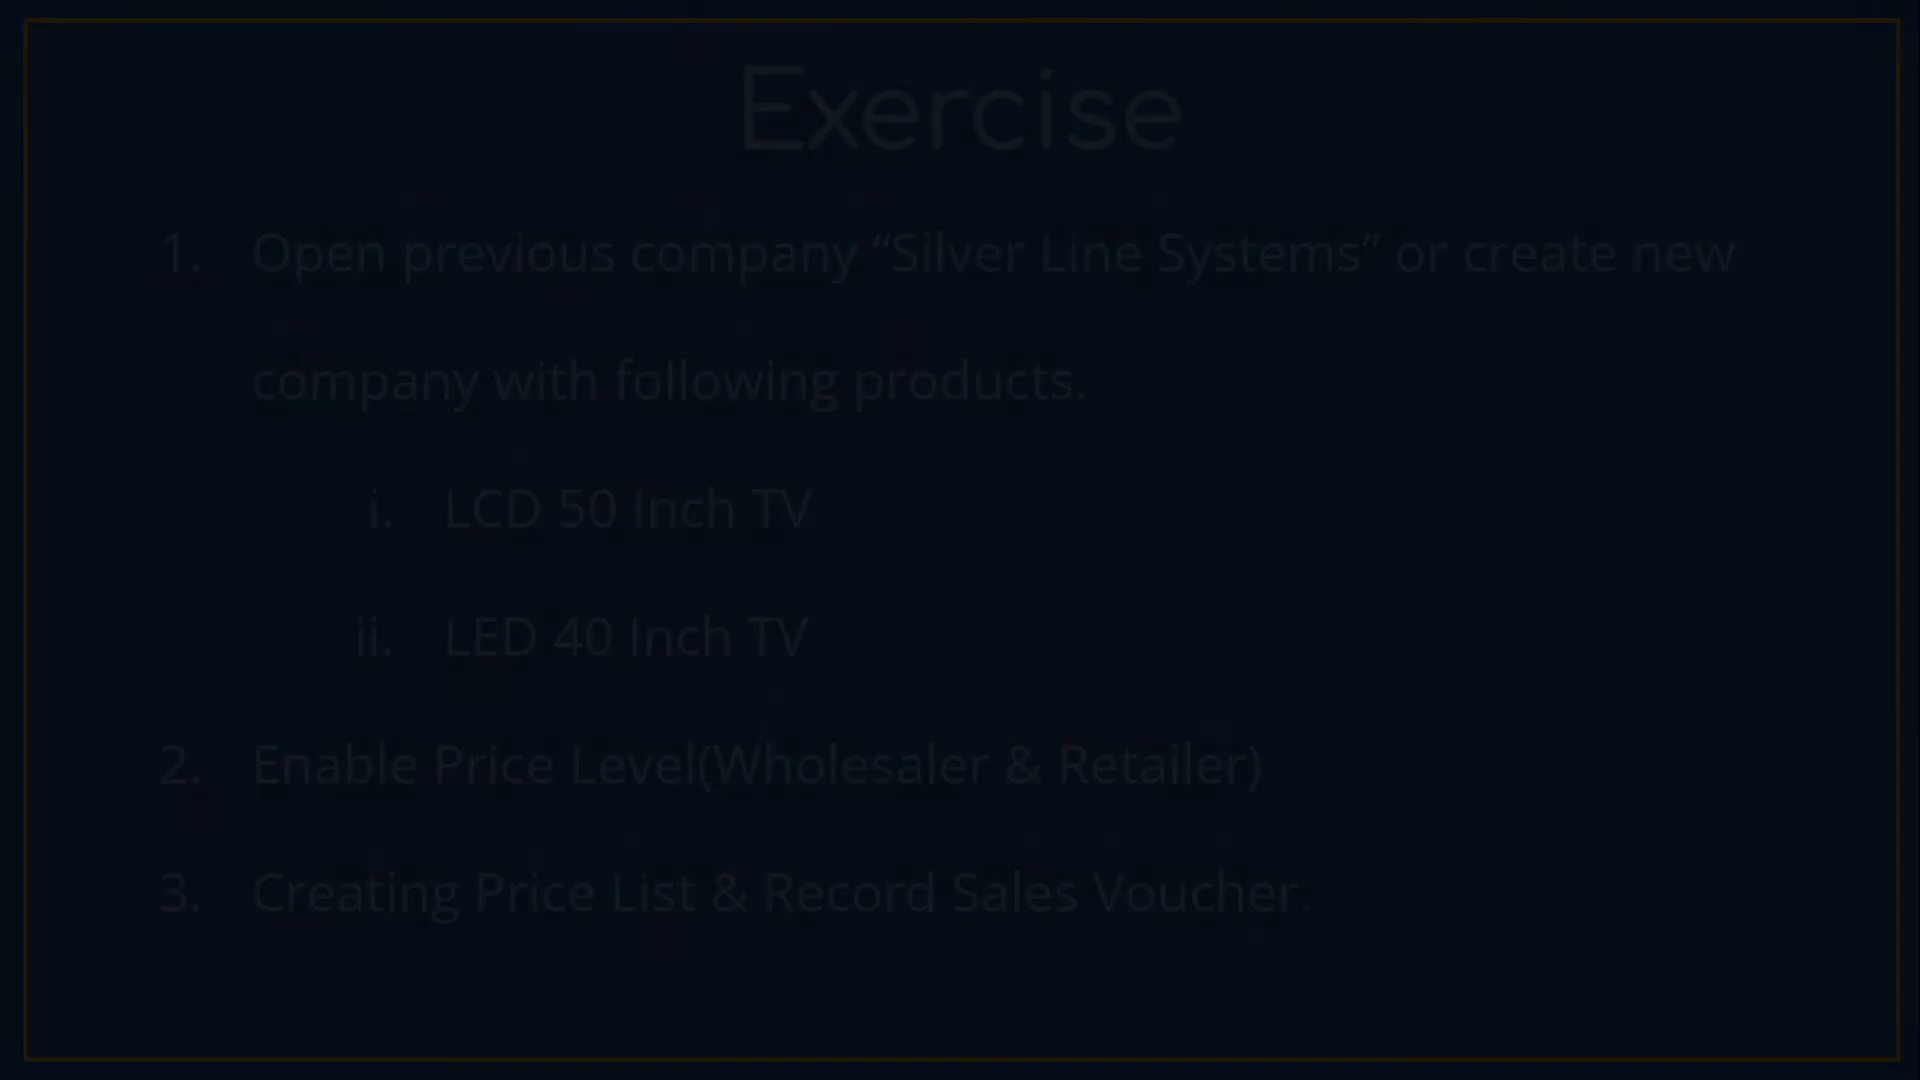 Exercise
1. Open previous company “Silver Line Systems” or create new
company with following products.
i. LCD 50 Inch TV
ii. LED 40 Inch TV
2. Enable Price Level(Wholesaler & Retailer)
3. Creating Price List & Record Sales Voucher.